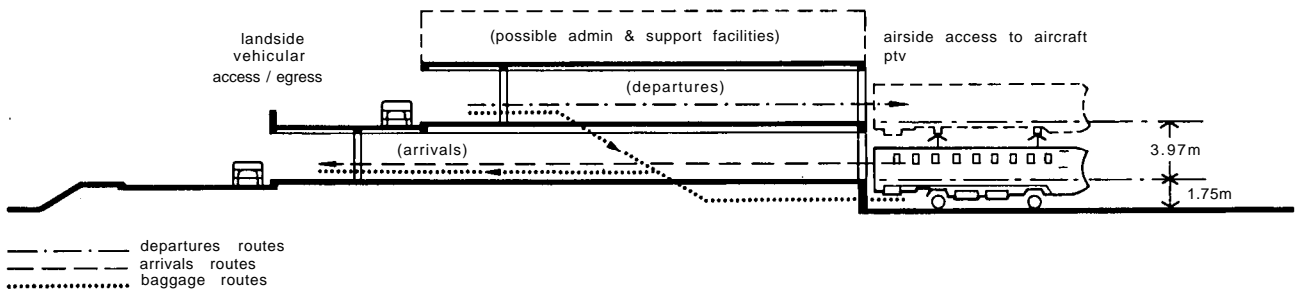 landside
vehicular
access / egress
(possible admin & support facilities)
airside access to aircraft
ptv
(departures)
(arrivals)
3.97m
1.75m
departures routes
arrivals routes
baggage routes